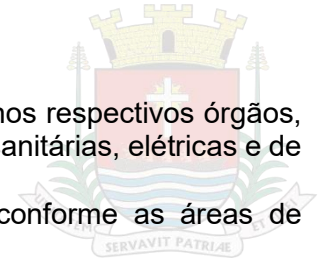 nos respectivos órgãos,
anitárias, elétricas e de
conforme as áreas de
SERVAVIT PATRIAE